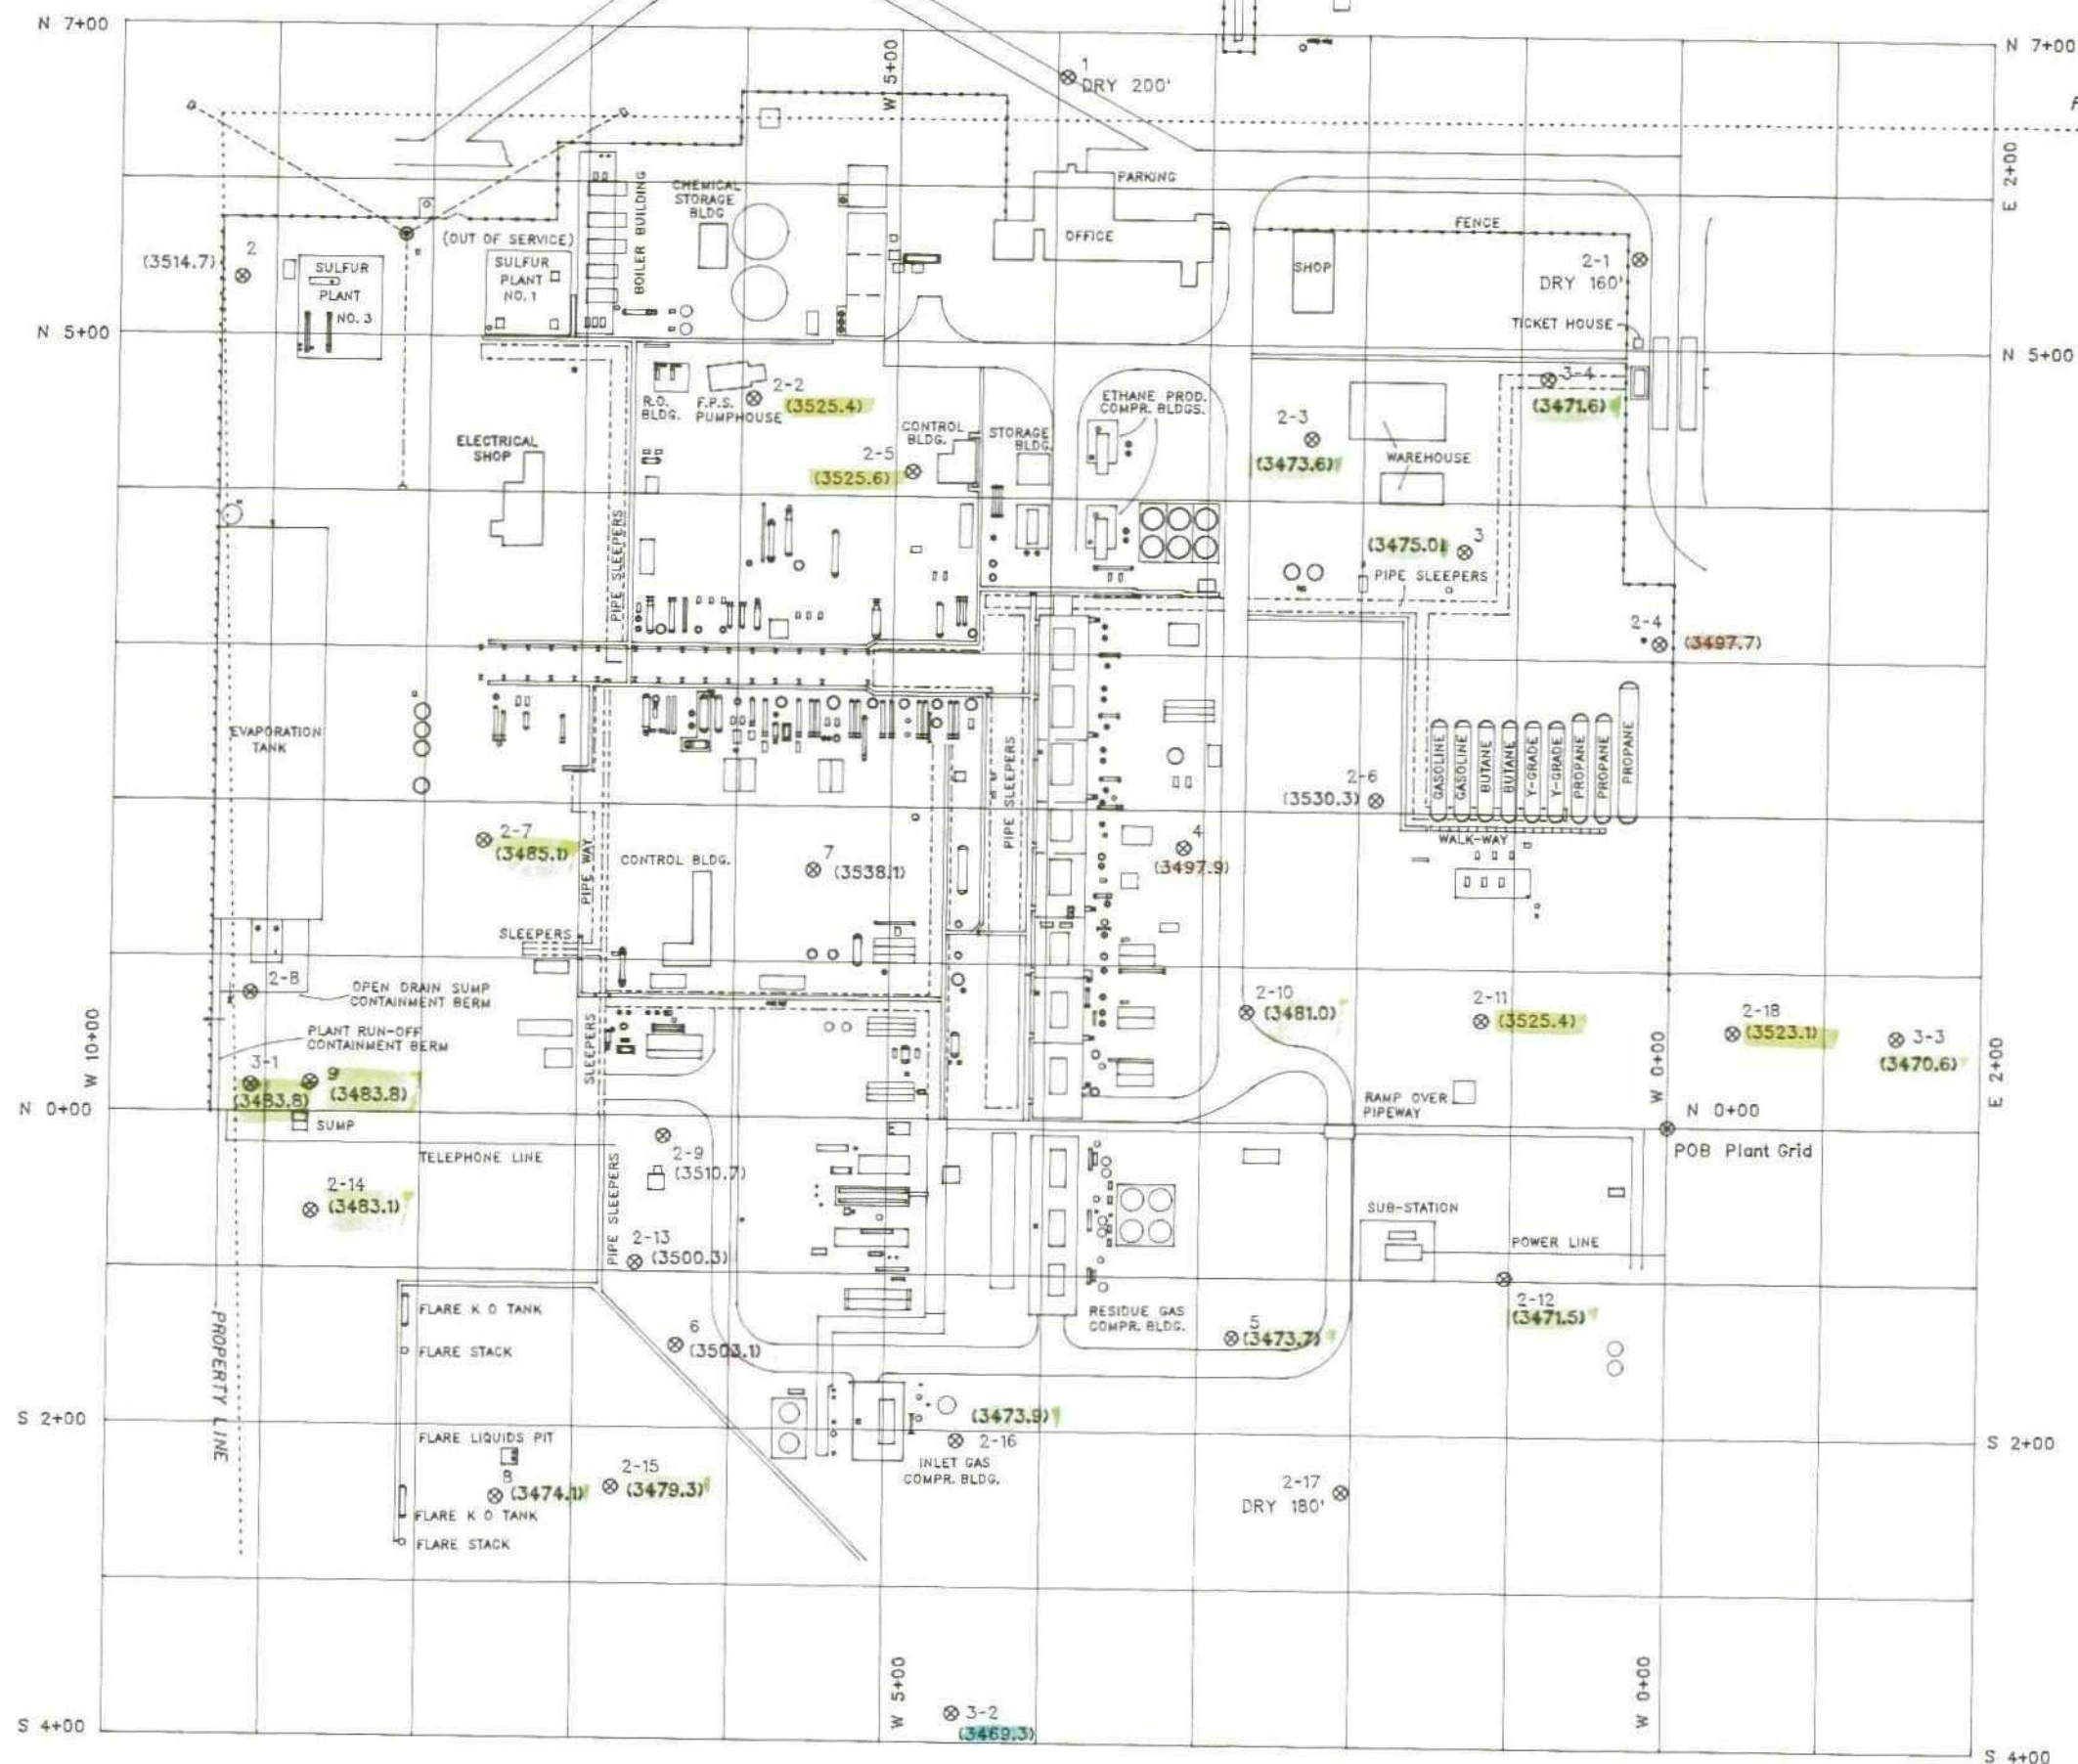 N 7+00
N 7+00
W 5+00
1
DRY 200'
F
E 2+00
PARKING
BOILER BUILDING
CHEMICAL
STORAGE
BLDG
FENCE
OFFICE
(OUT OF SERVICE)
2
(3514.7)
SULFUR
PLANT
NO. 3
SULFUR
PLANT
NO. 1
SHOP
2-1
DRY 160'
N 5+00
TICKET HOUSE
N 5+00
R.O.
BLDG.
F.P.S.
PUMPHOUSE
2-2
(3525.4)
ETHANE PROD.
COMPR. BLDGS.
3-4
(3471.6)
2-3
(3473.6)
ELECTRICAL
SHOP
CONTROL
BLDG.
STORAGE
BLDG.
2-5
(3525.6)
WAREHOUSE
PIPE SLEEPERS
(3475.0)
3
PIPE SLEEPERS
2-4
(3497.7)
EVAPORATION
TANK
PIPE SLEEPERS
GASOLINE
GASOLINE
BUTANE
BUTANE
Y-GRADE
Y-GRADE
PROPANE
PROPANE
PROPANE
2-6
(3530.3)
2-7
(3485.1)
PIPE WAY
CONTROL BLDG.
7
(3538.1)
4
(3497.9)
WALK-WAY
SLEEPERS
2-8
OPEN DRAIN SUMP
CONTAINMENT BERM
2-10
(3481.0)
2-11
(3525.4)
2-18
(3523.1)
3-3
(3470.6)
W 10+00
PLANT RUN-OFF
CONTAINMENT BERM
SLEEPERS
W 0+00
E 2+00
3-1
(3483.8)
9
(3483.8)
RAMP OVER
PIPEWAY
N 0+00
N 0+00
SUMP
POB Plant Grid
TELEPHONE LINE
2-9
(3510.7)
PIPE SLEEPERS
2-14
(3483.1)
SUB-STATION
2-13
(3500.3)
POWER LINE
2-12
(3471.5)
FLARE K O TANK
PROPERTY LINE
FLARE STACK
RESIDUE GAS
COMPR. BLDG.
6
(3503.1)
5
(3473.7)
S 2+00
(3473.9)
2-16
S 2+00
FLARE LIQUIDS PIT
INLET GAS
COMPR. BLDG.
8
(3474.1)
2-15
(3479.3)
2-17
DRY 180'
FLARE K O TANK
FLARE STACK
W 5+00
W 0+00
3-2
(3469.3)
S 4+00
S 4+00